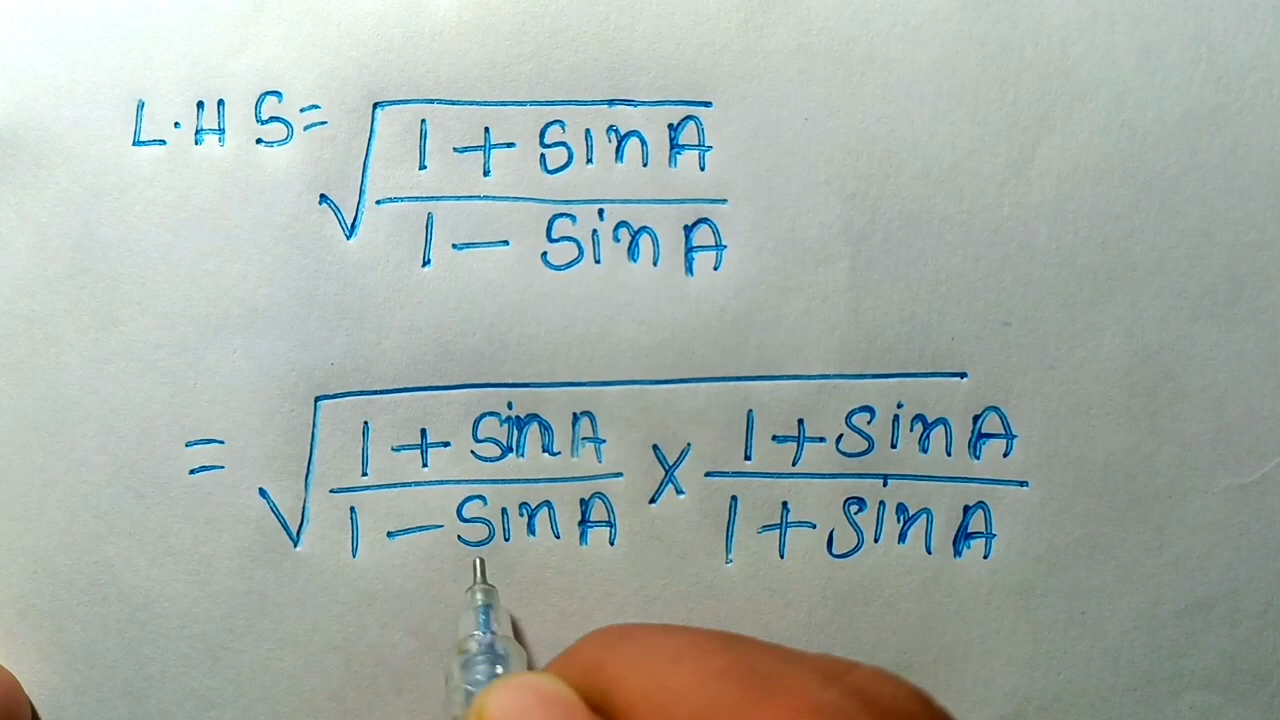 L.H S = √(1 + sinA / 1 - sinA)
= √(1 + sinA / 1 - sinA × 1 + sinA / 1 + sinA)